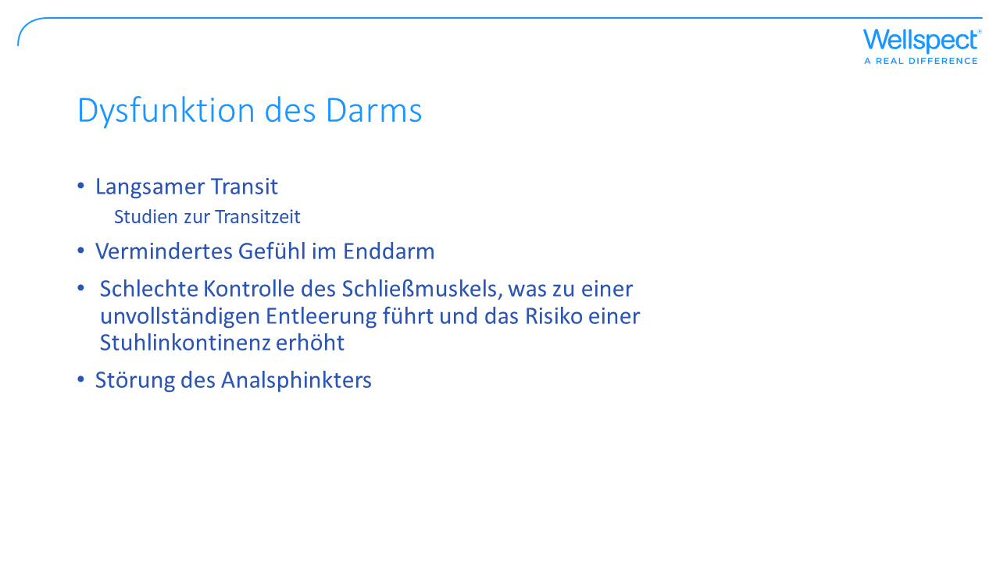 Wellspect®
A REAL DIFFERENCE
Dysfunktion des Darms
• Langsamer Transit
Studien zur Transitzeit
• Vermindertes Gefühl im Enddarm
• Schlechte Kontrolle des Schließmuskels, was zu einer
unvollständigen Entleerung führt und das Risiko einer
Stuhlinkontinenz erhöht
• Störung des Analsphinkters